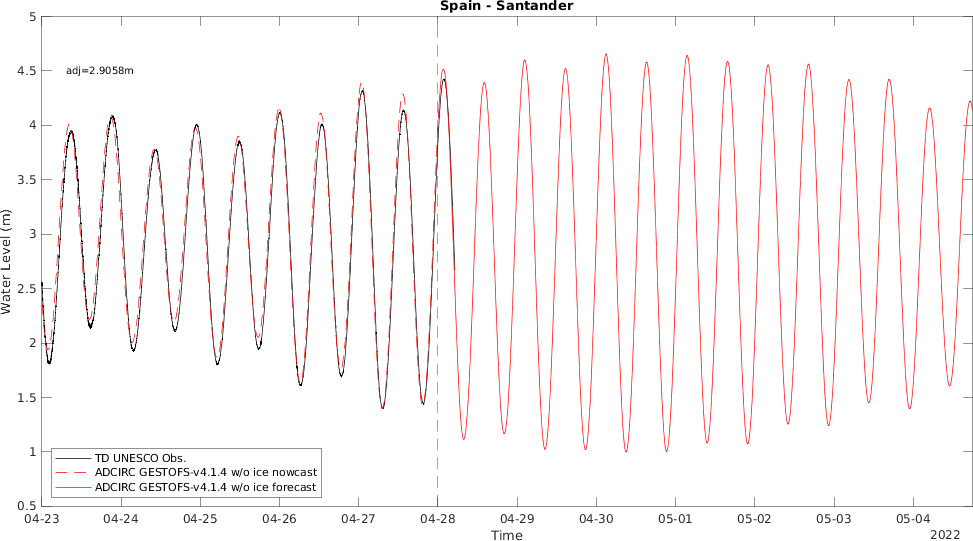 Spain - Santander
5
4.5
4
3.5
3
2.5
2
1.5
1
0.5
Water Level (m)
adj=2.9058m
TD UNESCO Obs.
ADCIRC GESTOFS-v4.1.4 w/o ice nowcast
ADCIRC GESTOFS-v4.1.4 w/o ice forecast
04-23 04-24 04-25 04-26 04-27 04-28 04-29 04-30 05-01 05-02 05-03 05-04
2022
Time